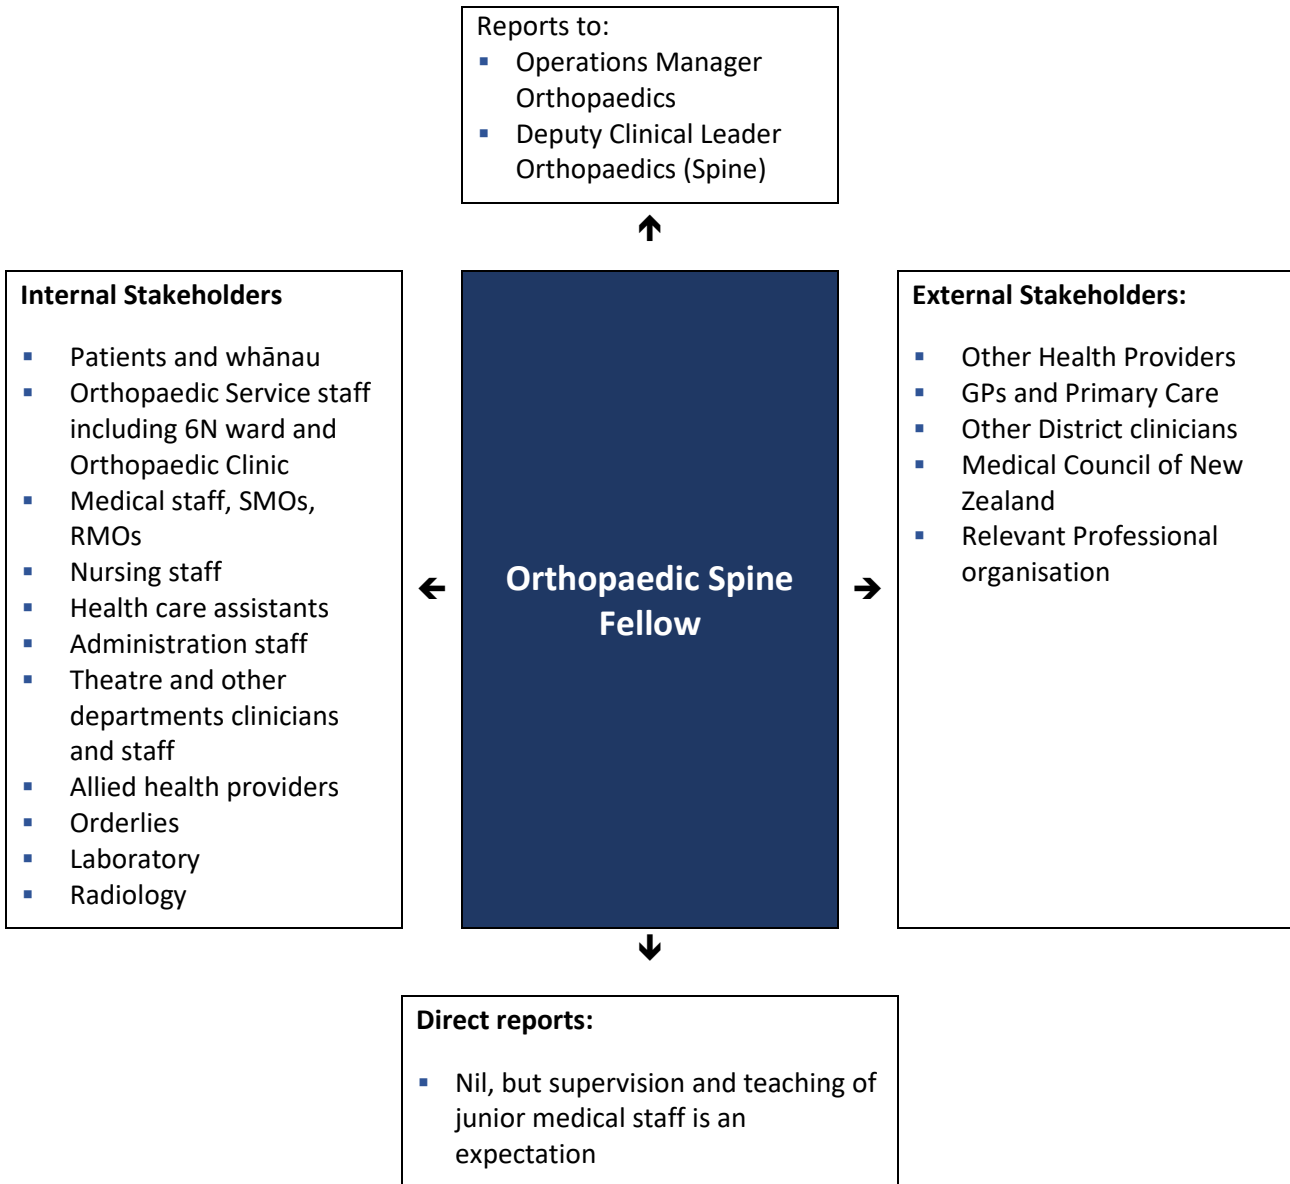 Reports to:
▪ Operations Manager
Orthopaedics
▪ Deputy Clinical Leader
Orthopaedics (Spine)
Internal Stakeholders
▪ Patients and whānau
▪ Orthopaedic Service staff
including 6N ward and
Orthopaedic Clinic
▪ Medical staff, SMOs,
RMOs
▪ Nursing staff
▪ Health care assistants
▪ Administration staff
▪ Theatre and other
departments clinicians
and staff
▪ Allied health providers
▪ Orderlies
▪ Laboratory
▪ Radiology
Orthopaedic Spine
Fellow
External Stakeholders:
▪ Other Health Providers
▪ GPs and Primary Care
▪ Other District clinicians
▪ Medical Council of New
Zealand
▪ Relevant Professional
organisation
Direct reports:
▪ Nil, but supervision and teaching of
junior medical staff is an
expectation